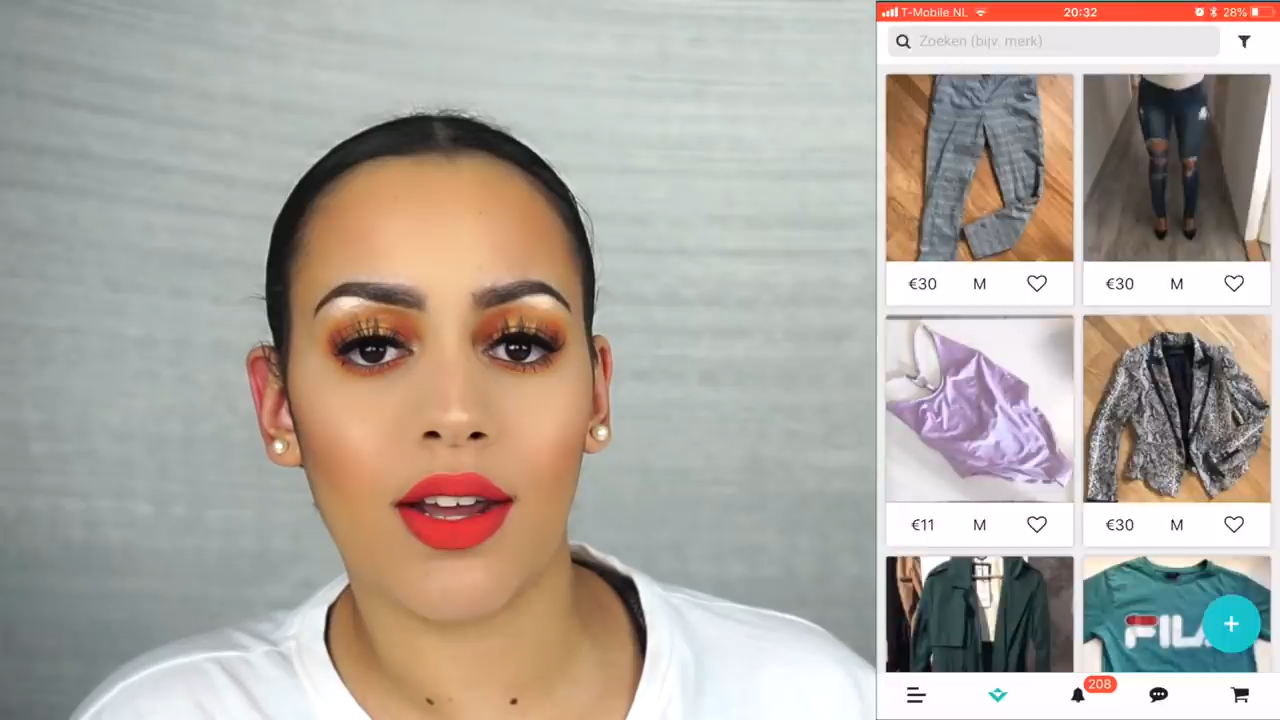 T-Mobile NL 20:32 28%
Zoeken (bijv. merk)
€30 M €30 M
€11 M €30 M
FILA
+
208